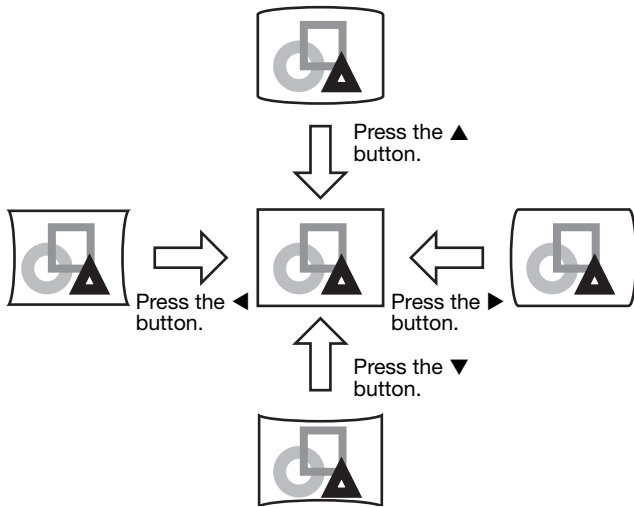 Press the ▲
button.
Press the ◀
button.
Press the ▶
button.
Press the ▼
button.